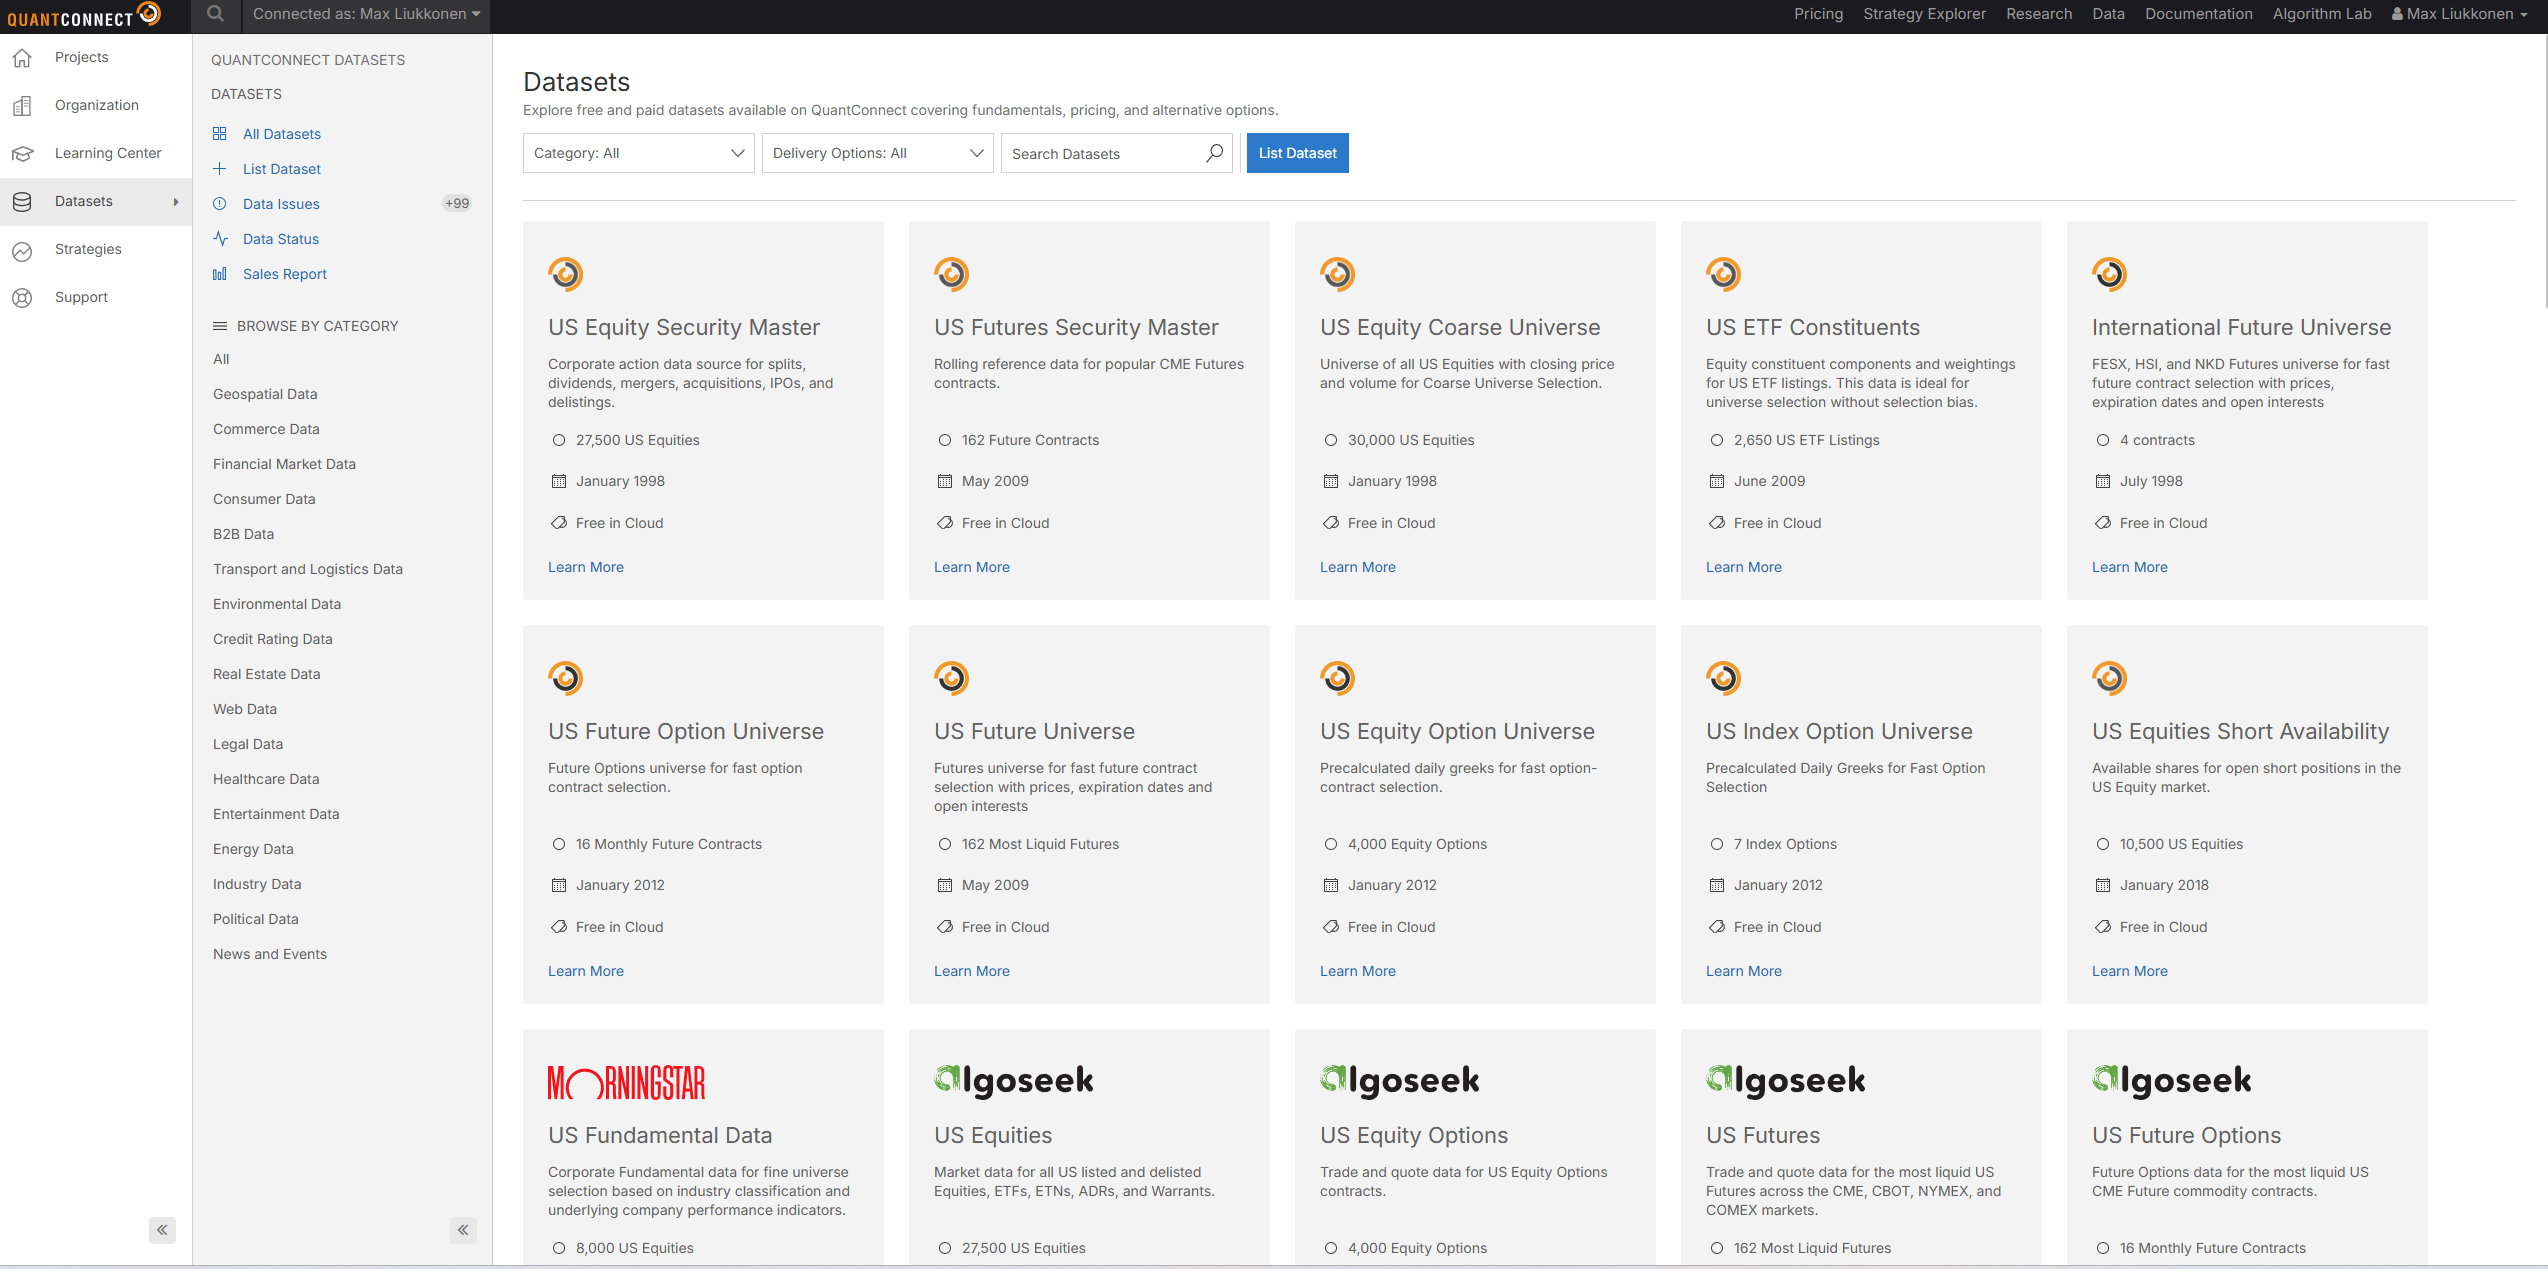 QUANTCONNECT
Connected as: Max Liukkonen
Pricing
Strategy Explorer
Research
Data
Documentation
Algorithm Lab
Max Liukkonen
Projects
Organization
Learning Center
Datasets
Strategies
Support
QUANTCONNECT DATASETS
DATASETS
All Datasets
List Dataset
Data Issues
+99
Data Status
Sales Report
BROWSE BY CATEGORY
All
Geospatial Data
Commerce Data
Financial Market Data
Consumer Data
B2B Data
Transport and Logistics Data
Environmental Data
Credit Rating Data
Real Estate Data
Web Data
Legal Data
Healthcare Data
Entertainment Data
Energy Data
Industry Data
Political Data
News and Events
Datasets
Explore free and paid datasets available on QuantConnect covering fundamentals, pricing, and alternative options.
Category: All
Delivery Options: All
Search Datasets
List Dataset
US Equity Security Master
Corporate action data source for splits,
dividends, mergers, acquisitions, IPOs, and
delistings.
27,500 US Equities
January 1998
Free in Cloud
Learn More
US Futures Security Master
Rolling reference data for popular CME Futures
contracts.
162 Future Contracts
May 2009
Free in Cloud
Learn More
US Equity Coarse Universe
Universe of all US Equities with closing price
and volume for Coarse Universe Selection.
30,000 US Equities
January 1998
Free in Cloud
Learn More
US ETF Constituents
Equity constituent components and weightings
for US ETF listings. This data is ideal for
universe selection without selection bias.
2,650 US ETF Listings
June 2009
Free in Cloud
Learn More
International Future Universe
FESX, HSI, and NKD Futures universe for fast
future contract selection with prices,
expiration dates and open interests
4 contracts
July 1998
Free in Cloud
Learn More
US Future Option Universe
Future Options universe for fast option
contract selection.
16 Monthly Future Contracts
January 2012
Free in Cloud
Learn More
US Future Universe
Futures universe for fast future contract
selection with prices, expiration dates and
open interests
162 Most Liquid Futures
May 2009
Free in Cloud
Learn More
US Equity Option Universe
Precalculated daily greeks for fast option-
contract selection.
4,000 Equity Options
January 2012
Free in Cloud
Learn More
US Index Option Universe
Precalculated Daily Greeks for Fast Option
Selection
7 Index Options
January 2012
Free in Cloud
Learn More
US Equities Short Availability
Available shares for open short positions in the
US Equity market.
10,500 US Equities
January 2018
Free in Cloud
Learn More
MORNINGSTAR
US Fundamental Data
Corporate Fundamental data for fine universe
selection based on industry classification and
underlying company performance indicators.
8,000 US Equities
algoseek
US Equities
Market data for all US listed and delisted
Equities, ETFs, ETNs, ADRs, and Warrants.
27,500 US Equities
algoseek
US Equity Options
Trade and quote data for US Equity Options
contracts.
4,000 Equity Options
algoseek
US Futures
Trade and quote data for the most liquid US
Futures across the CME, CBOT, NYMEX, and
COMEX markets.
162 Most Liquid Futures
algoseek
US Future Options
Future Options data for the most liquid US
CME Future commodity contracts.
16 Monthly Future Contracts